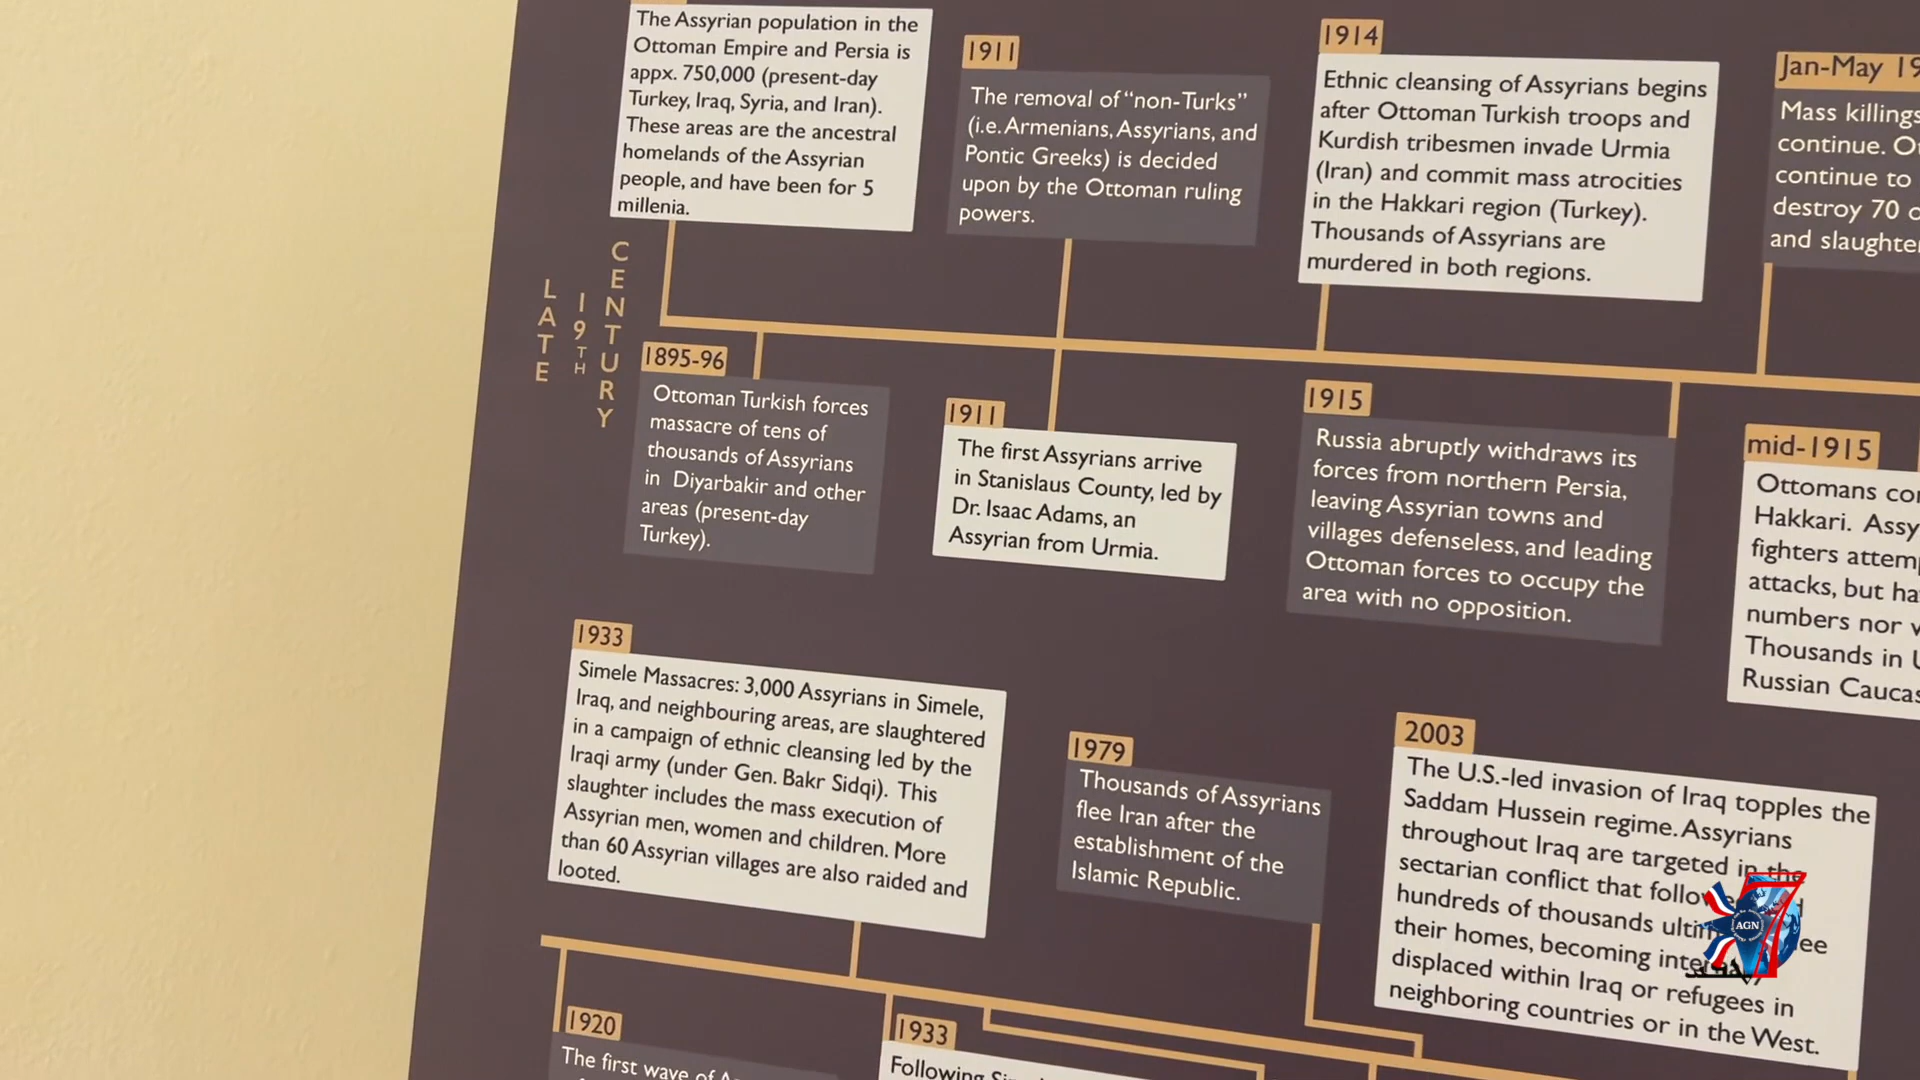 The Assyrian population in the
Ottoman Empire and Persia is
appx. 750,000 (present-day
Turkey, Iraq, Syria, and Iran).
These areas are the ancestral
homelands of the Assyrian
people, and have been for 5
millenia.
1911
The removal of “non-Turks”
(i.e. Armenians, Assyrians, and
Pontic Greeks) is decided
upon by the Ottoman ruling
powers.
1914
Ethnic cleansing of Assyrians begins
after Ottoman Turkish troops and
Kurdish tribesmen invade Urmia
(Iran) and commit mass atrocities
in the Hakkari region (Turkey).
Thousands of Assyrians are
murdered in both regions.
Jan-May
Mass killings
continue.
continue to
destroy 70
and
LATE
19TH
CENTURY
1895-96
Ottoman Turkish forces
massacre of tens of
thousands of Assyrians
in Diyarbakir and other
areas (present-day
Turkey).
1911
The first Assyrians arrive
in Stanislaus County, led by
Dr. Isaac Adams, an
Assyrian from Urmia.
1915
Russia abruptly withdraws its
forces from northern Persia,
leaving Assyrian towns and
villages defenseless, and leading
Ottoman forces to occupy the
area with no opposition.
mid-1915
Ottomans
Hakkari.
fighters
attacks, but
numbers nor
Thousands in
Russian
1933
Simele Massacres: 3,000 Assyrians in Simele,
Iraq, and neighbouring areas, are slaughtered
in a campaign of ethnic cleansing led by the
Iraqi army (under Gen. Bakr Sidqi). This
slaughter includes the mass execution of
Assyrian men, women and children. More
than 60 Assyrian villages are also raided and
looted.
1979
Thousands of Assyrians
flee Iran after the
establishment of the
Islamic Republic.
2003
The U.S.-led invasion of Iraq topples the
Saddam Hussein regime. Assyrians
throughout Iraq are targeted in the
sectarian conflict that
hundreds of thousands
their homes, becoming
displaced within Iraq or refugees in
neighboring countries or in the West.
AGN
7
1920
The first wave of
1933
Following